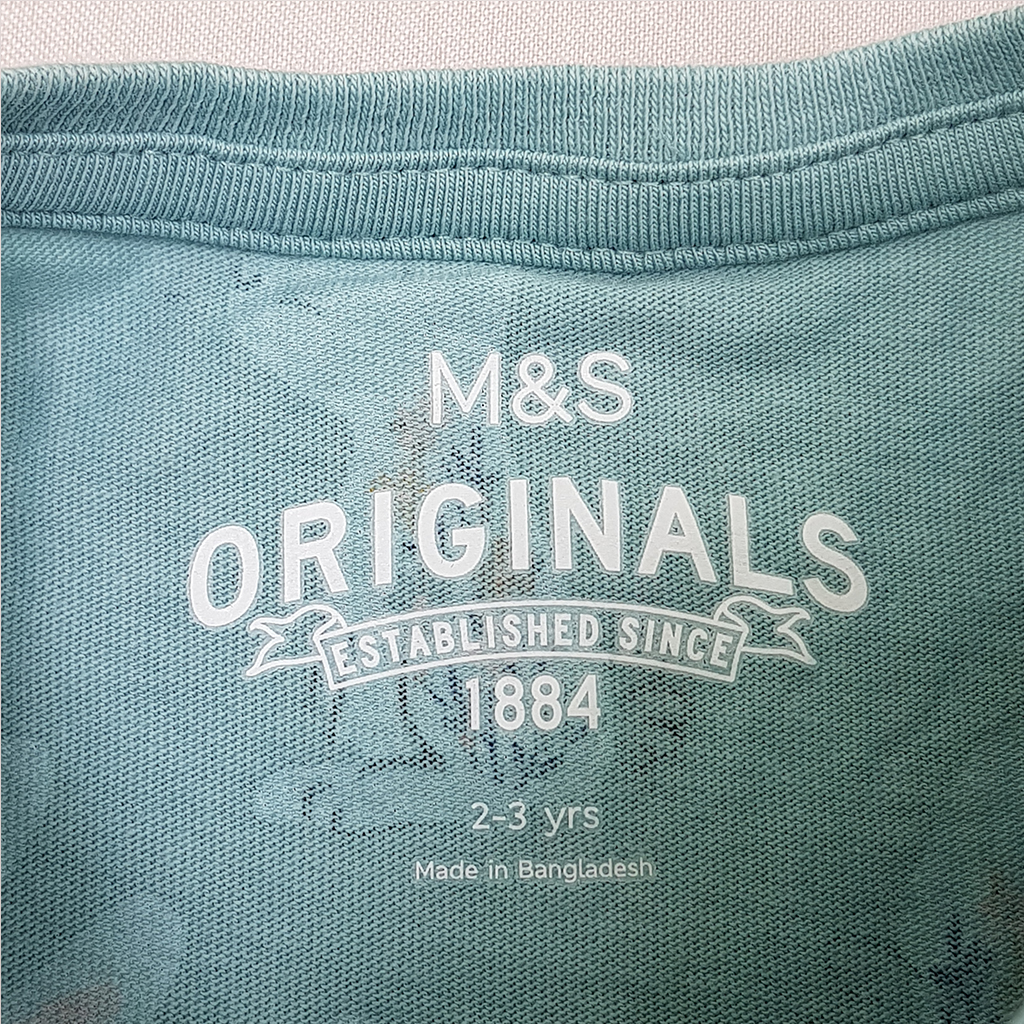 M&S
ORIGINALS
ESTABLISHED SINCE
1884
2-3 yrs
Made in Bangladesh